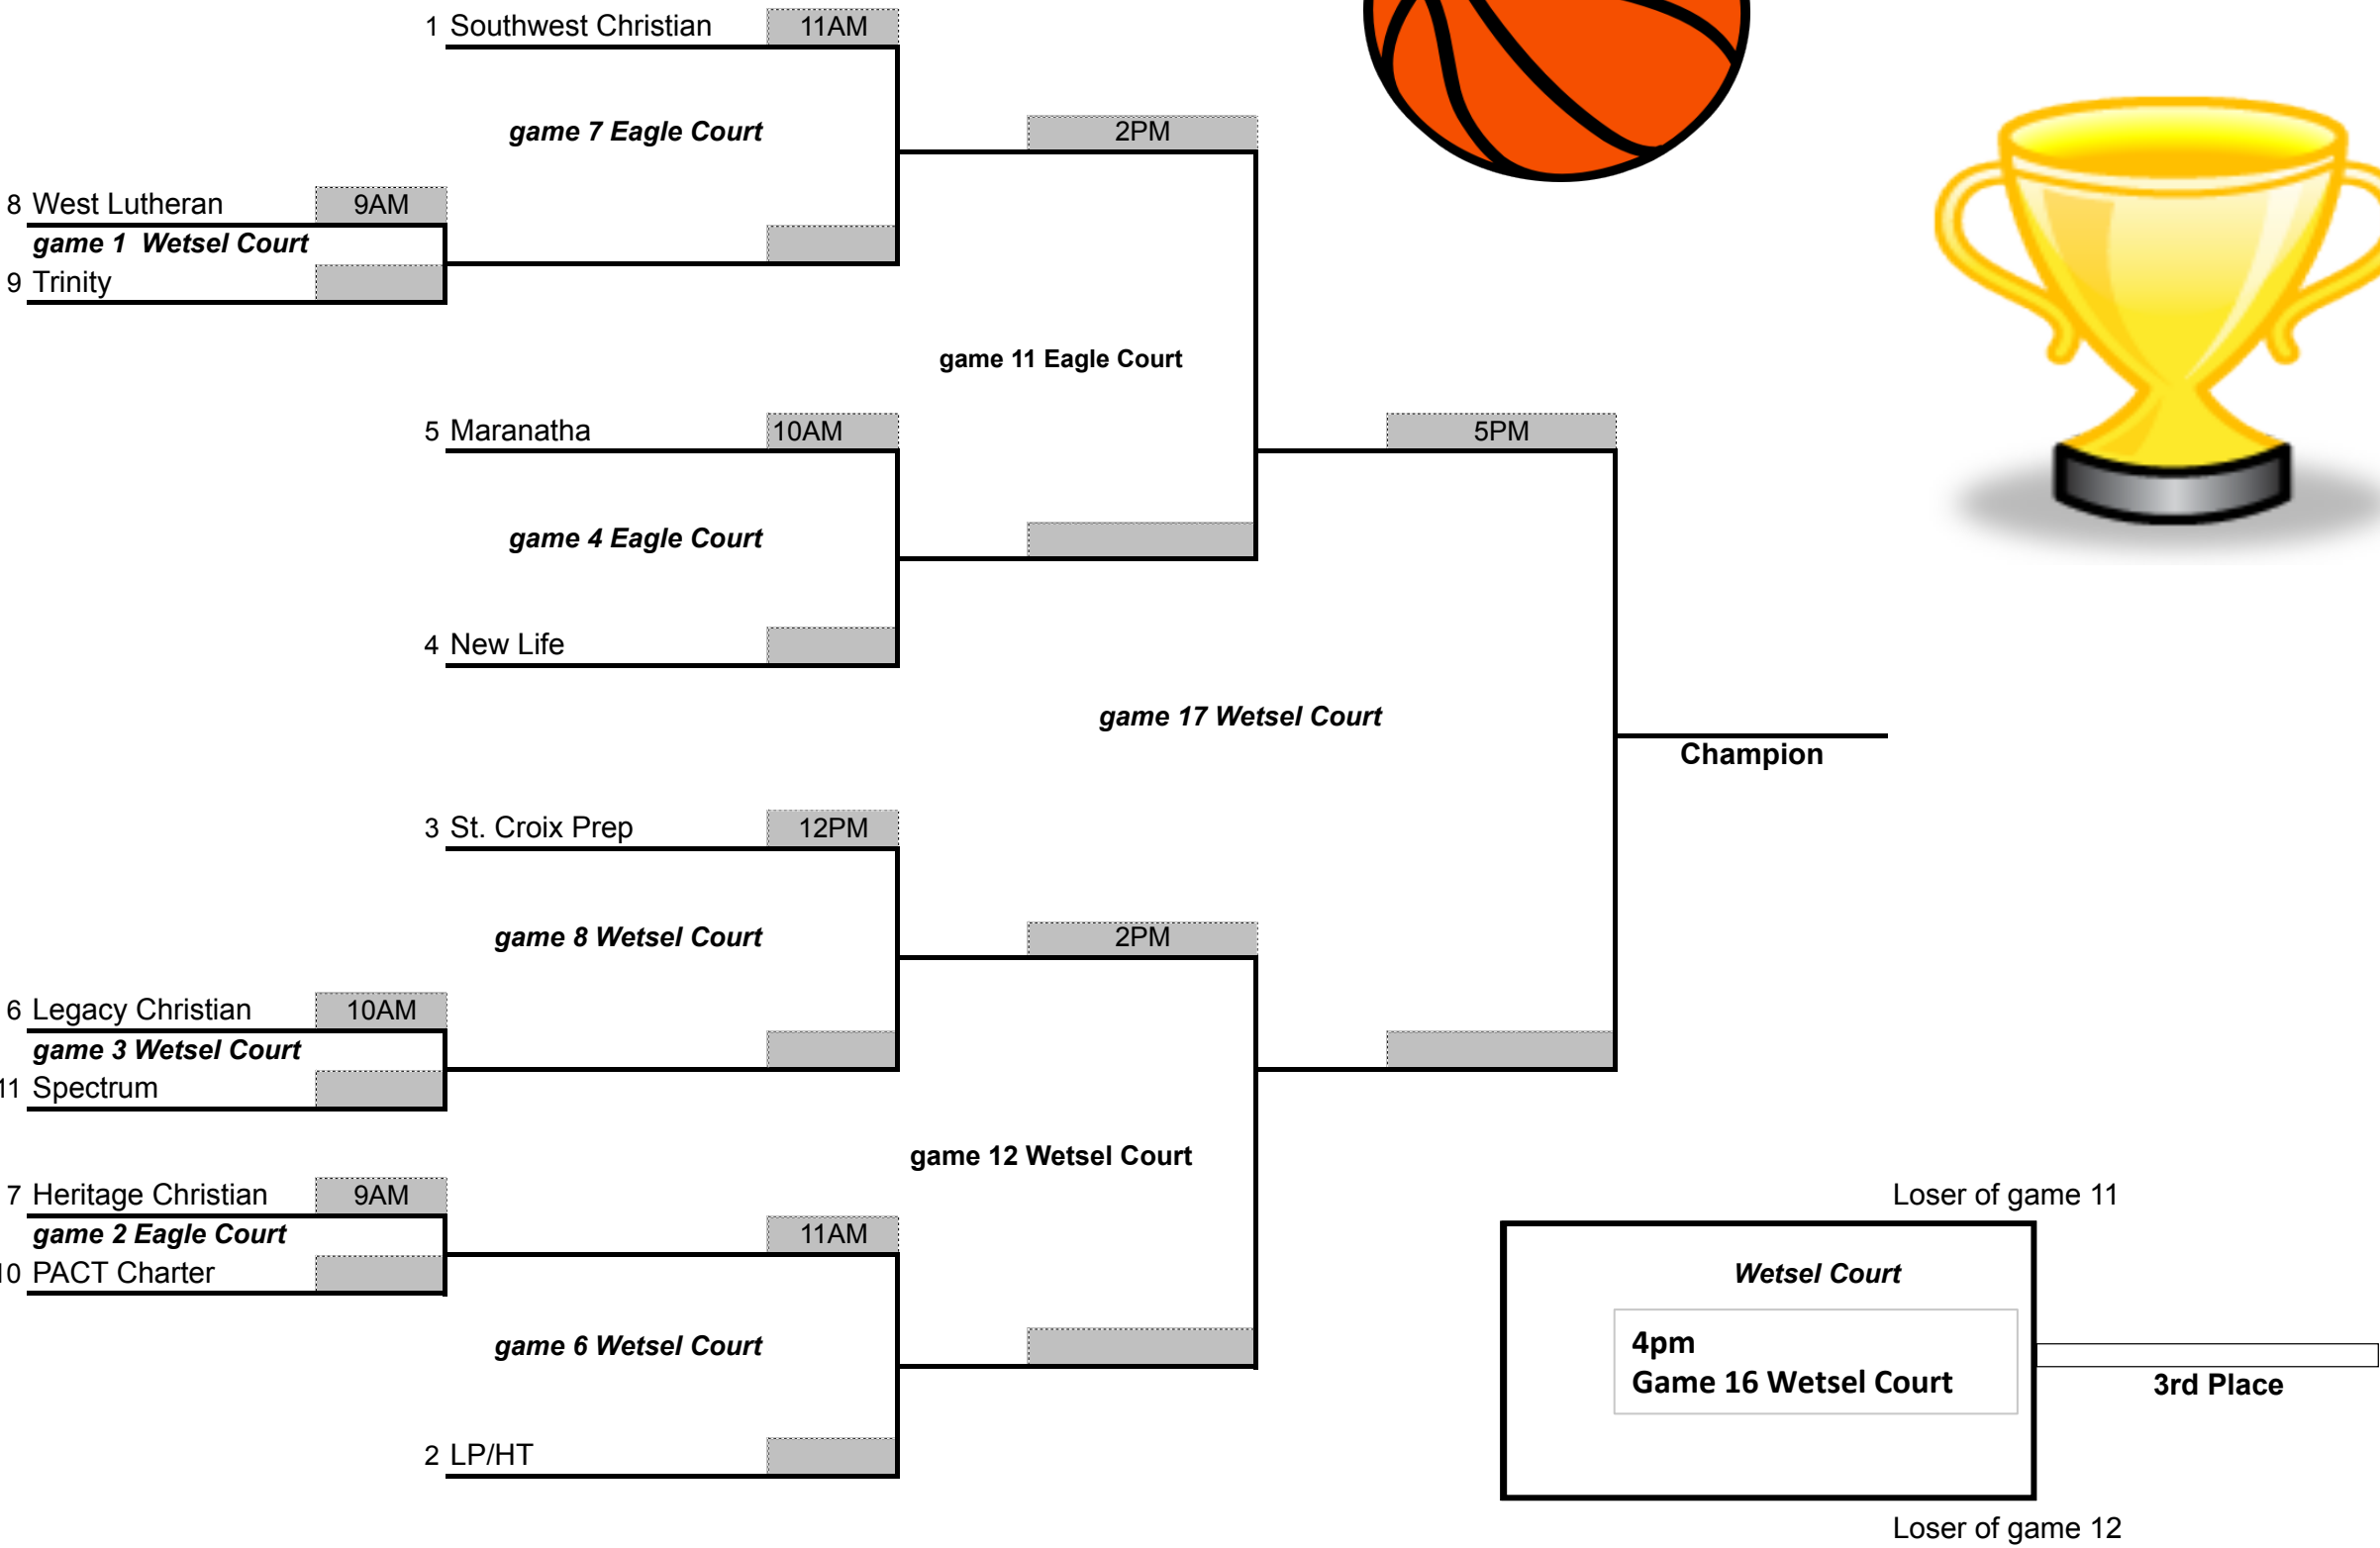 1 Southwest Christian 11AM
game 7 Eagle Court
2PM
8 West Lutheran 9AM
game 1 Wetsel Court
9 Trinity
game 11 Eagle Court
5 Maranatha 10AM
5PM
game 4 Eagle Court
4 New Life
game 17 Wetsel Court
Champion
3 St. Croix Prep 12PM
game 8 Wetsel Court
2PM
6 Legacy Christian 10AM
game 3 Wetsel Court
11 Spectrum
game 12 Wetsel Court
7 Heritage Christian 9AM
Loser of game 11
game 2 Eagle Court
11AM
10 PACT Charter
Wetsel Court
game 6 Wetsel Court
4pm
Game 16 Wetsel Court
3rd Place
2 LP/HT
Loser of game 12